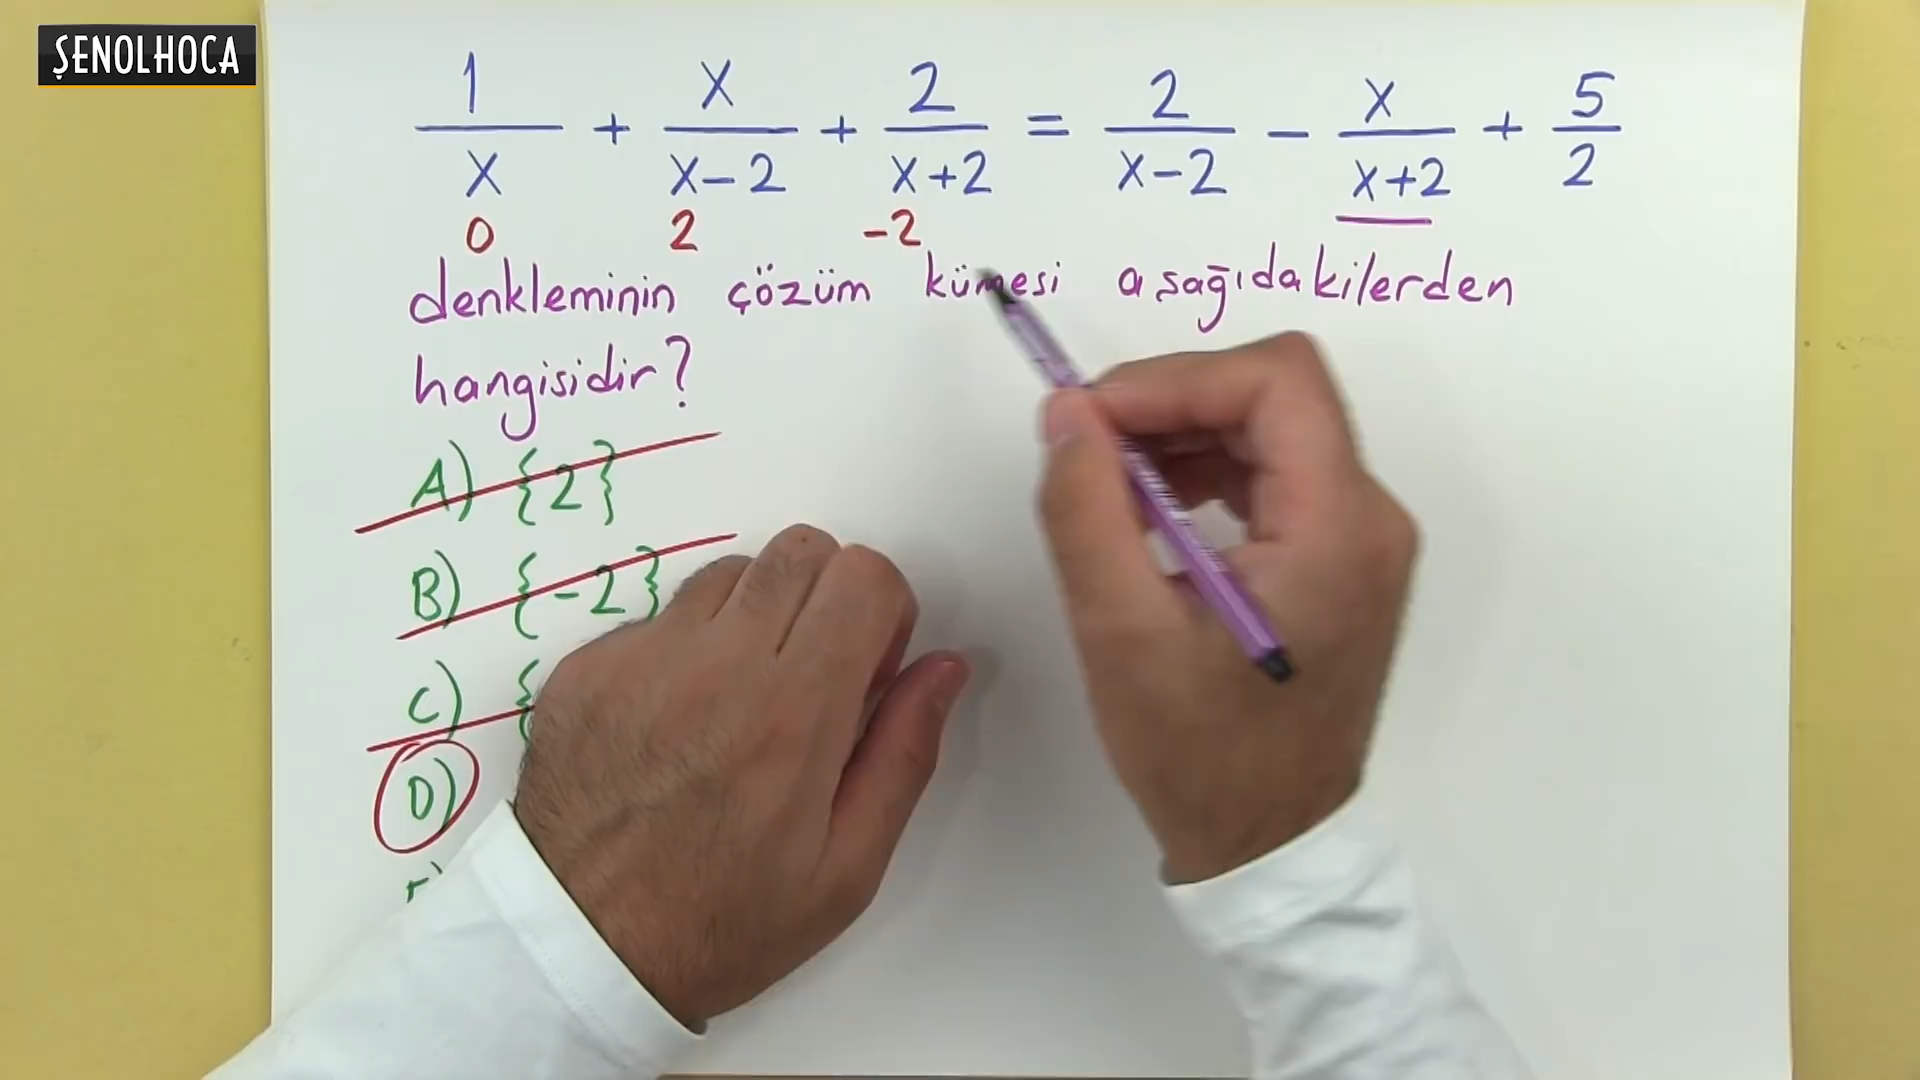 ŞENOLHOCA
1/x + x/x-2 + 2/x+2 = 2/x-2 - x/x+2 + 5/2
0 2 -2
denkleminin çözüm kümesi aşağıdakilerden
hangisidir?
A) {2}
B) {-2}
C) {
D)